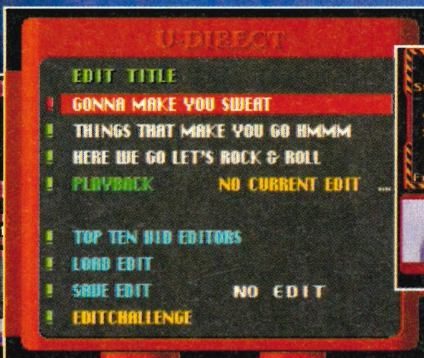 U-DIRECT
EDIT TITLE
! GONNA MAKE YOU SWEAT
! THINGS THAT MAKE YOU GO HMMM
! HERE WE GO LET'S ROCK & ROLL
! PLAYBACK NO CURRENT EDIT ...
! TOP TEN VID EDITORS
! LOAD EDIT
! SAVE EDIT NO EDIT
! EDITCHALLENGE